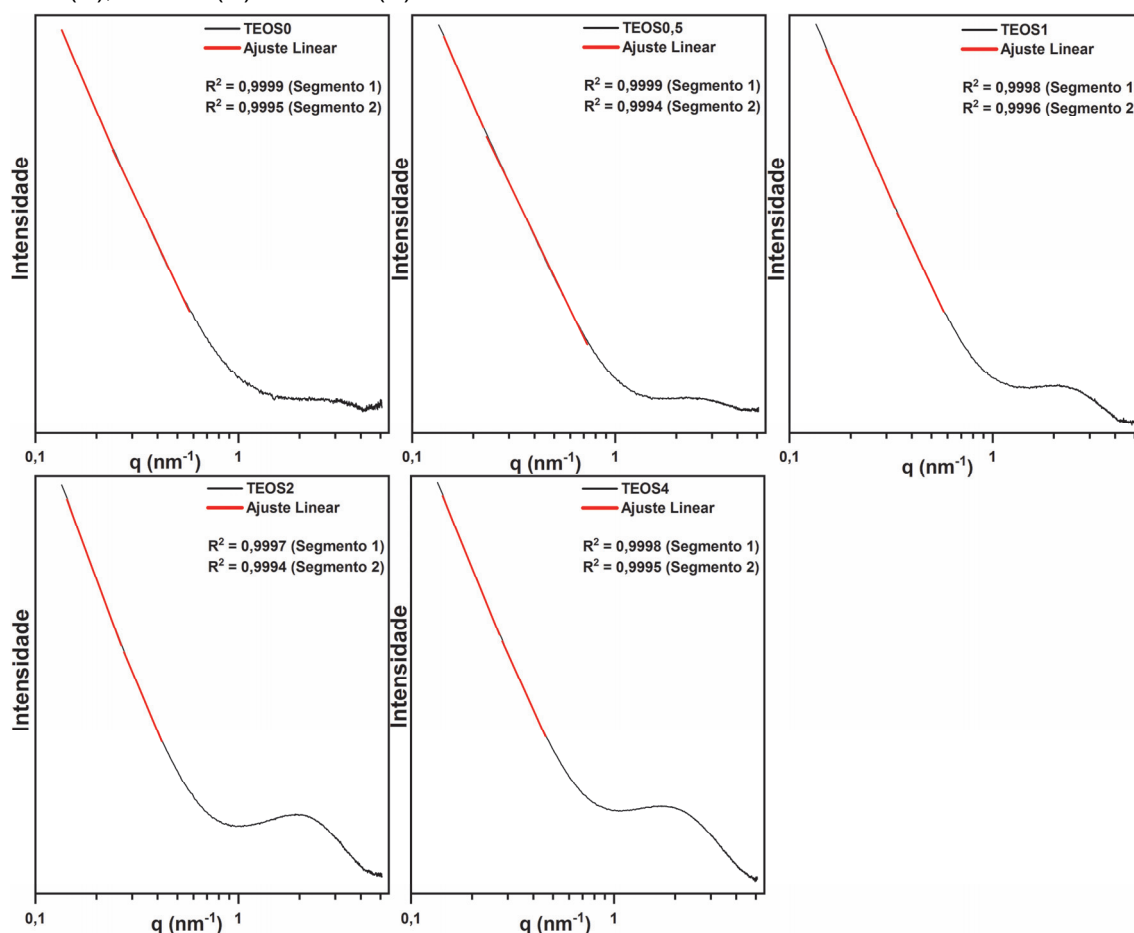 TEOS0
Ajuste Linear
R² = 0,9999 (Segmento 1)
R² = 0,9995 (Segmento 2)
Intensidade
0,1
1
q (nm⁻¹)
TEOS0,5
Ajuste Linear
R² = 0,9999 (Segmento 1)
R² = 0,9994 (Segmento 2)
Intensidade
0,1
1
q (nm⁻¹)
TEOS1
Ajuste Linear
R² = 0,9998 (Segmento 1
R² = 0,9996 (Segmento 2
Intensidade
0,1
1
q (nm⁻¹)
TEOS2
Ajuste Linear
R² = 0,9997 (Segmento 1)
R² = 0,9994 (Segmento 2)
Intensidade
0,1
1
q (nm⁻¹)
TEOS4
Ajuste Linear
R² = 0,9998 (Segmento 1)
R² = 0,9995 (Segmento 2)
Intensidade
0,1
1
q (nm⁻¹)